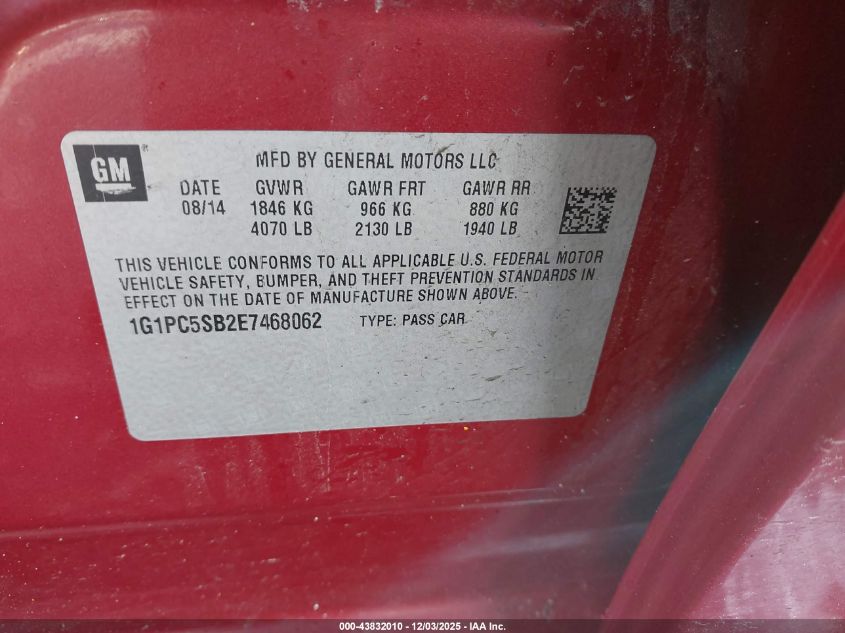 GM
MFD BY GENERAL MOTORS LLC
DATE GVWR GAWR FRT GAWR RR
08/14 1846 KG 966 KG 880 KG
4070 LB 2130 LB 1940 LB
THIS VEHICLE CONFORMS TO ALL APPLICABLE U.S. FEDERAL MOTOR
VEHICLE SAFETY, BUMPER, AND THEFT PREVENTION STANDARDS IN
EFFECT ON THE DATE OF MANUFACTURE SHOWN ABOVE.
1G1PC5SB2E7468062 TYPE: PASS CAR
000-43832010 - 12/03/2025 - IAA Inc.